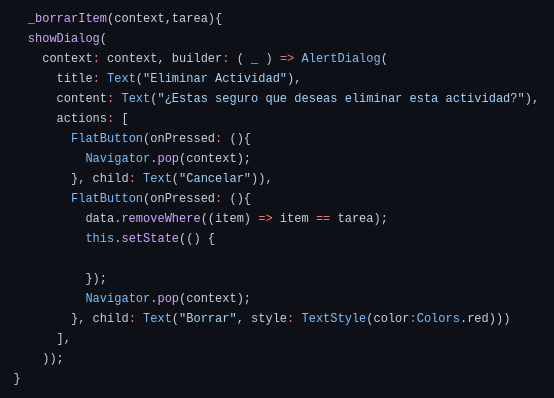 _borrarItem(context,tarea){
showDialog(
context: context, builder: ( _ ) => AlertDialog(
title: Text("Eliminar Actividad"),
content: Text("¿Estas seguro que deseas eliminar esta actividad?"),
actions: [
FlatButton(onPressed: (){
Navigator.pop(context);
}, child: Text("Cancelar")),
FlatButton(onPressed: (){
data.removeWhere((item) => item == tarea);
this.setState(() {
});
Navigator.pop(context);
}, child: Text("Borrar", style: TextStyle(color:Colors.red)))
],
));
}